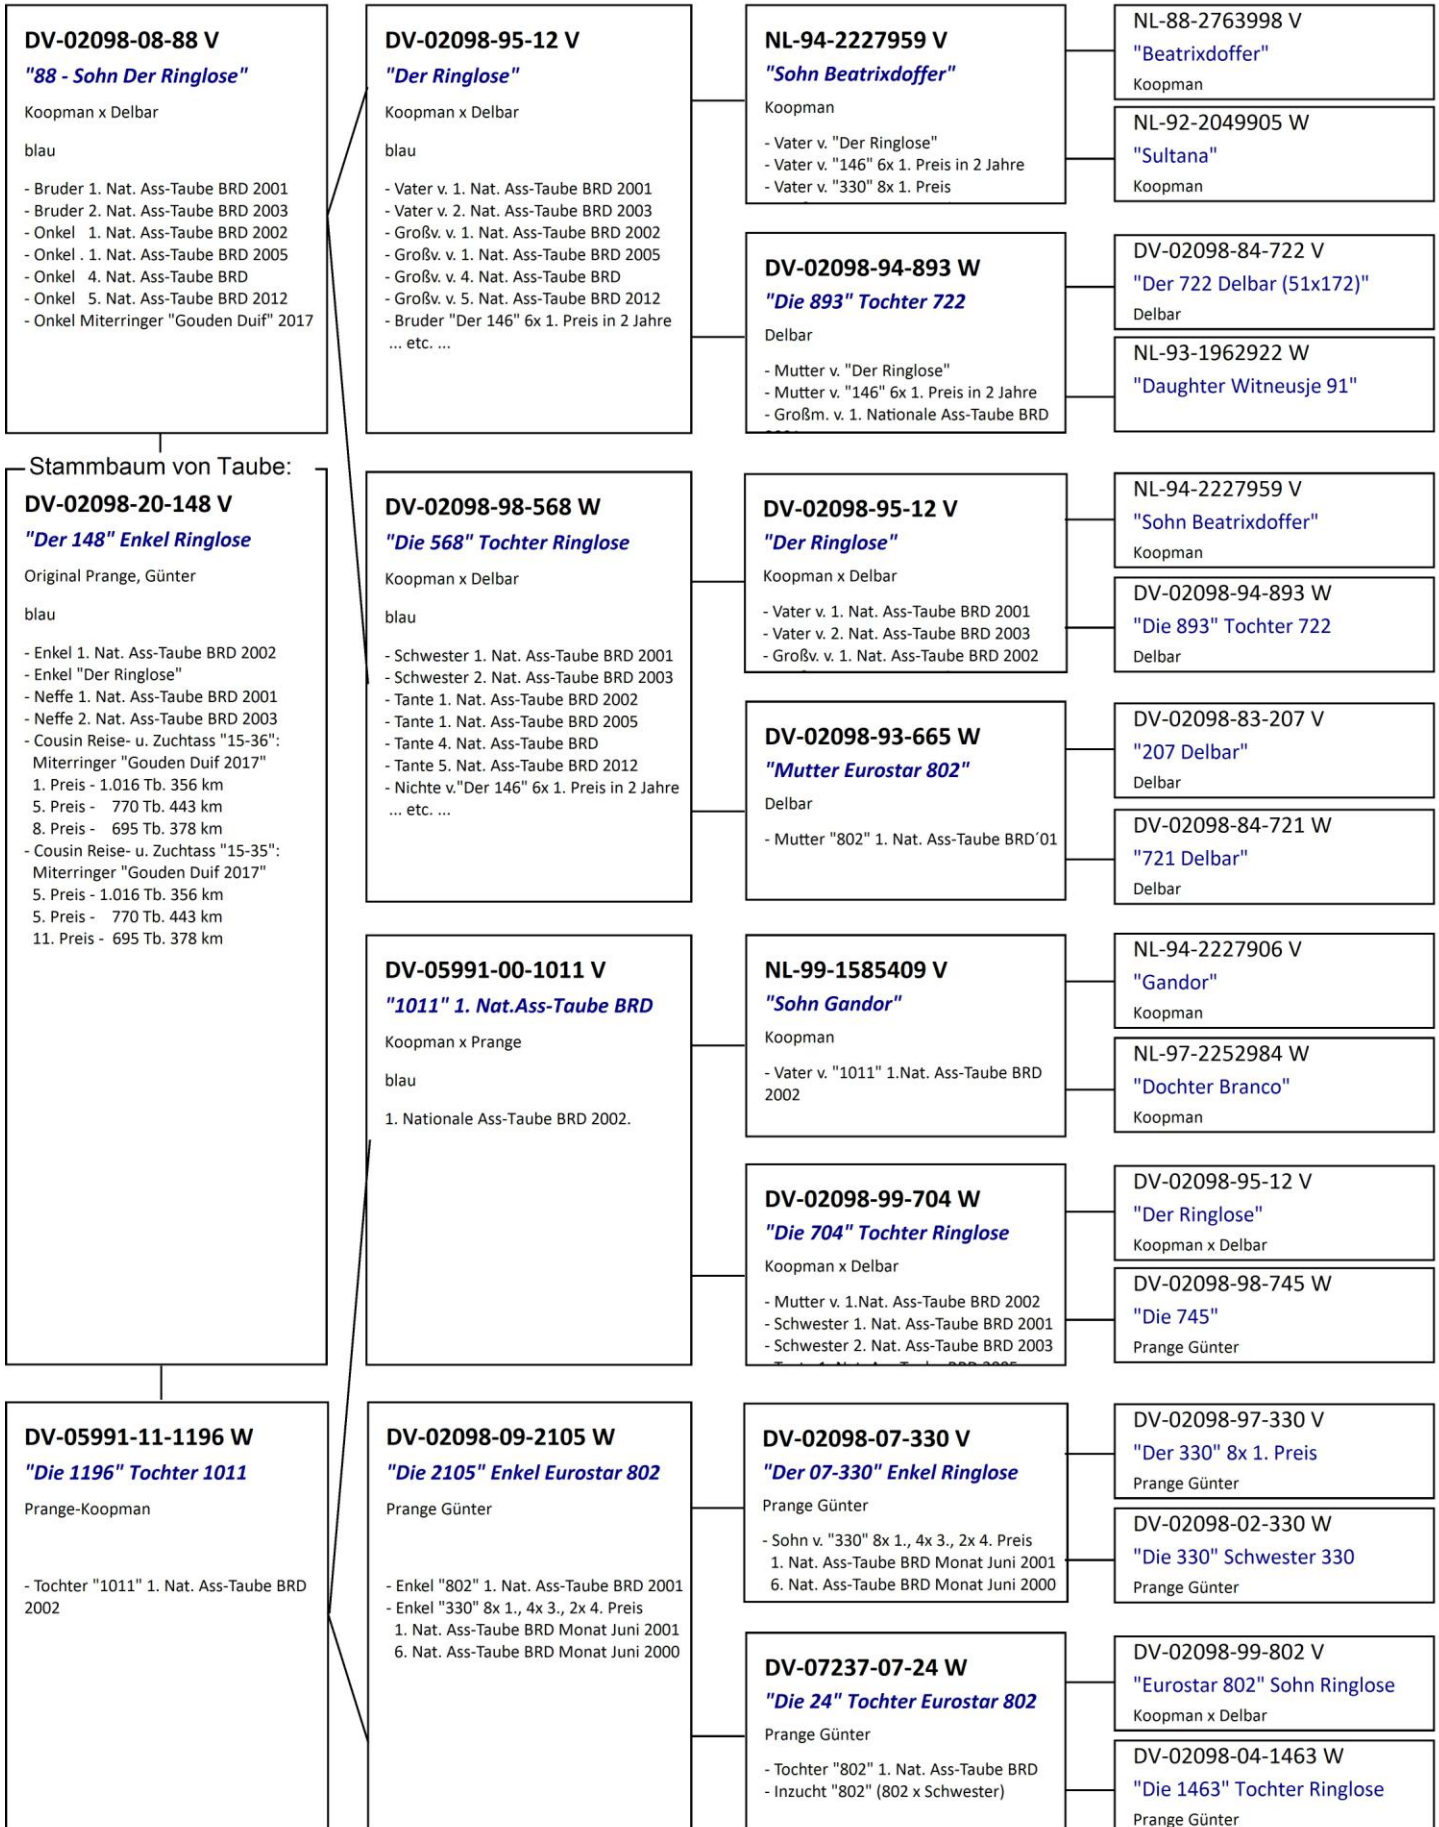 DV-02098-08-88 V
"88 - Sohn Der Ringlose"
Koopman x Delbar
blau
- Bruder 1. Nat. Ass-Taube BRD 2001
- Bruder 2. Nat. Ass-Taube BRD 2003
- Onkel 1. Nat. Ass-Taube BRD 2002
- Onkel . 1. Nat. Ass-Taube BRD 2005
- Onkel 4. Nat. Ass-Taube BRD
- Onkel 5. Nat. Ass-Taube BRD 2012
- Onkel Miterringer "Gouden Duif" 2017
Stammbaum von Taube:
DV-02098-20-148 V
"Der 148" Enkel Ringlose
Original Prange, Günter
blau
- Enkel 1. Nat. Ass-Taube BRD 2002
- Enkel "Der Ringlose"
- Neffe 1. Nat. Ass-Taube BRD 2001
- Neffe 2. Nat. Ass-Taube BRD 2003
- Cousin Reise- u. Zuchtass "15-36":
Miterringer "Gouden Duif 2017"
1. Preis - 1.016 Tb. 356 km
5. Preis - 770 Tb. 443 km
8. Preis - 695 Tb. 378 km
- Cousin Reise- u. Zuchtass "15-35":
Miterringer "Gouden Duif 2017"
5. Preis - 1.016 Tb. 356 km
5. Preis - 770 Tb. 443 km
11. Preis - 695 Tb. 378 km
DV-05991-11-1196 W
"Die 1196" Tochter 1011
Prange-Koopman
- Tochter "1011" 1. Nat. Ass-Taube BRD
2002
DV-02098-95-12 V
"Der Ringlose"
Koopman x Delbar
blau
- Vater v. 1. Nat. Ass-Taube BRD 2001
- Vater v. 2. Nat. Ass-Taube BRD 2003
- Großv. v. 1. Nat. Ass-Taube BRD 2002
- Großv. v. 1. Nat. Ass-Taube BRD 2005
- Großv. v. 4. Nat. Ass-Taube BRD
- Großv. v. 5. Nat. Ass-Taube BRD 2012
- Bruder "Der 146" 6x 1. Preis in 2 Jahre
... etc. ...
DV-02098-98-568 W
"Die 568" Tochter Ringlose
Koopman x Delbar
blau
- Schwester 1. Nat. Ass-Taube BRD 2001
- Schwester 2. Nat. Ass-Taube BRD 2003
- Tante 1. Nat. Ass-Taube BRD 2002
- Tante 1. Nat. Ass-Taube BRD 2005
- Tante 4. Nat. Ass-Taube BRD
- Tante 5. Nat. Ass-Taube BRD 2012
- Nichte v."Der 146" 6x 1. Preis in 2 Jahre
... etc. ...
DV-05991-00-1011 V
"1011" 1. Nat.Ass-Taube BRD
Koopman x Prange
blau
1. Nationale Ass-Taube BRD 2002.
DV-02098-09-2105 W
"Die 2105" Enkel Eurostar 802
Prange Günter
- Enkel "802" 1. Nat. Ass-Taube BRD 2001
- Enkel "330" 8x 1., 4x 3., 2x 4. Preis
1. Nat. Ass-Taube BRD Monat Juni 2001
6. Nat. Ass-Taube BRD Monat Juni 2000
NL-94-2227959 V
"Sohn Beatrixdoffer"
Koopman
- Vater v. "Der Ringlose"
- Vater v. "146" 6x 1. Preis in 2 Jahre
- Vater v. "330" 8x 1. Preis
DV-02098-94-893 W
"Die 893" Tochter 722
Delbar
- Mutter v. "Der Ringlose"
- Mutter v. "146" 6x 1. Preis in 2 Jahre
- Großm. v. 1. Nationale Ass-Taube BRD
DV-02098-95-12 V
"Der Ringlose"
Koopman x Delbar
- Vater v. 1. Nat. Ass-Taube BRD 2001
- Vater v. 2. Nat. Ass-Taube BRD 2003
- Großv. v. 1. Nat. Ass-Taube BRD 2002
DV-02098-93-665 W
"Mutter Eurostar 802"
Delbar
- Mutter "802" 1. Nat. Ass-Taube BRD´01
NL-99-1585409 V
"Sohn Gandor"
Koopman
- Vater v. "1011" 1.Nat. Ass-Taube BRD
2002
DV-02098-99-704 W
"Die 704" Tochter Ringlose
Koopman x Delbar
- Mutter v. 1.Nat. Ass-Taube BRD 2002
- Schwester 1. Nat. Ass-Taube BRD 2001
- Schwester 2. Nat. Ass-Taube BRD 2003
DV-02098-07-330 V
"Der 07-330" Enkel Ringlose
Prange Günter
- Sohn v. "330" 8x 1., 4x 3., 2x 4. Preis
1. Nat. Ass-Taube BRD Monat Juni 2001
6. Nat. Ass-Taube BRD Monat Juni 2000
DV-07237-07-24 W
"Die 24" Tochter Eurostar 802
Prange Günter
- Tochter "802" 1. Nat. Ass-Taube BRD
- Inzucht "802" (802 x Schwester)
NL-88-2763998 V
"Beatrixdoffer"
Koopman
NL-92-2049905 W
"Sultana"
Koopman
DV-02098-84-722 V
"Der 722 Delbar (51x172)"
Delbar
NL-93-1962922 W
"Daughter Witneusje 91"
NL-94-2227959 V
"Sohn Beatrixdoffer"
Koopman
DV-02098-94-893 W
"Die 893" Tochter 722
Delbar
DV-02098-83-207 V
"207 Delbar"
Delbar
DV-02098-84-721 W
"721 Delbar"
Delbar
NL-94-2227906 V
"Gandor"
Koopman
NL-97-2252984 W
"Dochter Branco"
Koopman
DV-02098-95-12 V
"Der Ringlose"
Koopman x Delbar
DV-02098-98-745 W
"Die 745"
Prange Günter
DV-02098-97-330 V
"Der 330" 8x 1. Preis
Prange Günter
DV-02098-02-330 W
"Die 330" Schwester 330
Prange Günter
DV-02098-99-802 V
"Eurostar 802" Sohn Ringlose
Koopman x Delbar
DV-02098-04-1463 W
"Die 1463" Tochter Ringlose
Prange Günter